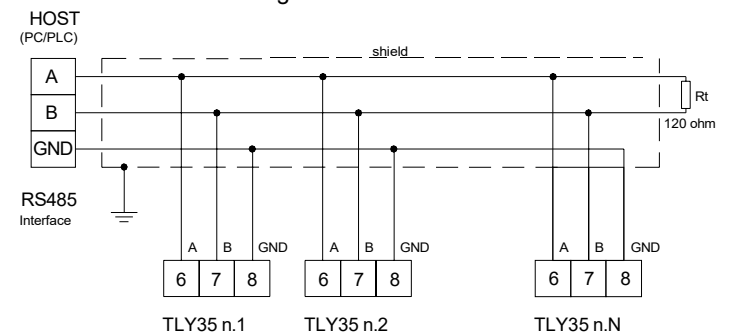 HOST
(PC/PLC)
shield
A
B
GND
Rt
120 ohm
RS485
Interface
A B GND A B GND A B GND
6 7 8 6 7 8 6 7 8
TLY35 n.1 TLY35 n.2 TLY35 n.N